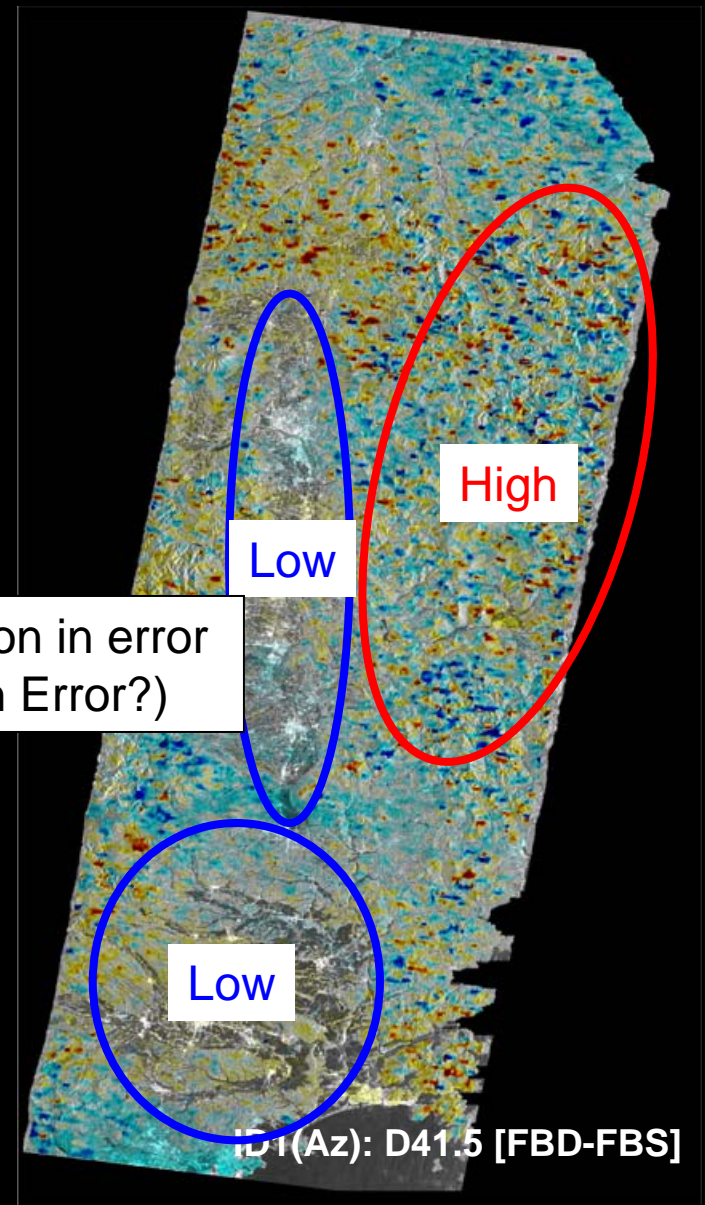 High
Low
on in error
Error?)
Low
ID1(Az): D41.5 [FBD-FBS]